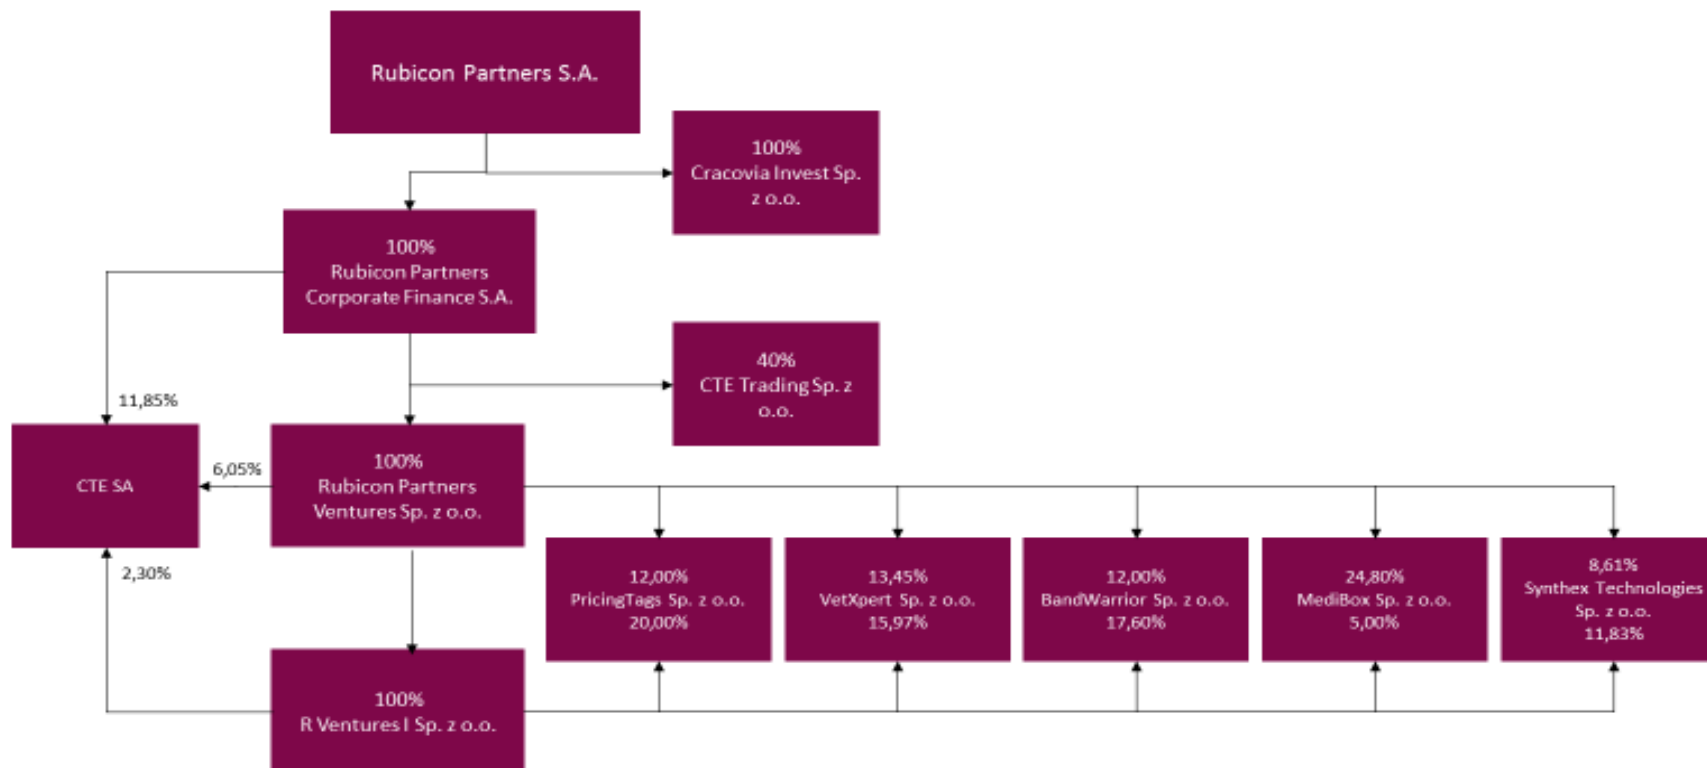 Rubicon Partners S.A.
100%
Cracovia Invest Sp.
z o.o.
100%
Rubicon Partners
Corporate Finance S.A.
40%
CTE Trading Sp. z
o.o.
11,85%
CTE SA
6,05%
100%
Rubicon Partners
Ventures Sp. z o.o.
2,30%
12,00%
PricingTags Sp. z o.o.
20,00%
13,45%
VetXpert Sp. z o.o.
15,97%
12,00%
BandWarrior Sp. z o.o.
17,60%
24,80%
MediBox Sp. z o.o.
5,00%
8,61%
Synthex Technologies
Sp. z o.o.
11,83%
100%
R Ventures I Sp. z o.o.